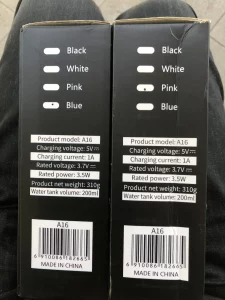 Black
White
Pink
Blue
Product model: A16
Charging voltage: 5V⎓
Charging current: 1A
Rated voltage: 3.7V⎓
Rated power: 3.5W
Product net weight: 310g
Water tank volume: 200ml
A16
6910086182665
MADE IN CHINA
Black
White
Pink
Blue
Product model: A16
Charging voltage: 5V⎓
Charging current: 1A
Rated voltage: 3.7V⎓
Rated power: 3.5W
Product net weight: 310g
Water tank volume: 200ml
A16
6910086182665
MADE IN CHINA